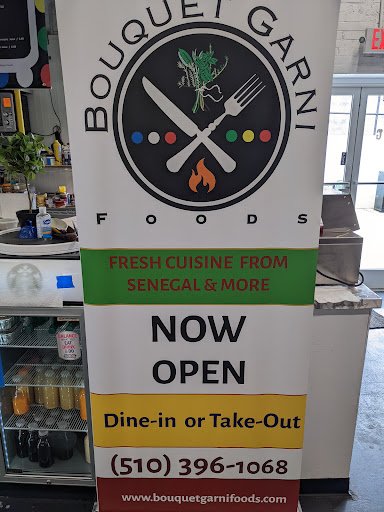 BOUQUET GARNI
FOODS
FRESH CUISINE FROM
SENEGAL & MORE
NOW
OPEN
Dine-in or Take-Out
(510) 396-1068
www.bouquetgarnifoods.com